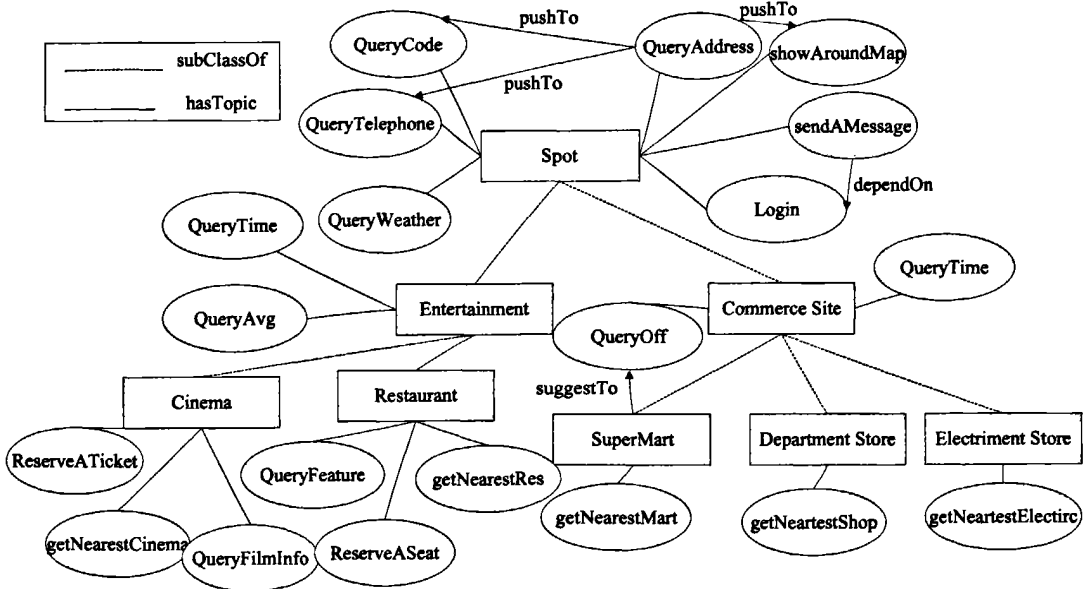 pushTo
pushTo
QueryCode
QueryAddress
showAroundMap
subClassOf
hasTopic
pushTo
QueryTelephone
sendAMessage
Spot
dependOn
Login
QueryWeather
QueryTime
QueryTime
Entertainment
Commerce Site
QueryAvg
QueryOff
suggestTo
Cinema
Restaurant
SuperMart
Department Store
Electriment Store
ReserveATicket
QueryFeature
getNearestRes
getNearestMart
getNeartestShop
getNeartestElectirc
getNearestCinema
QueryFilmInfo
ReserveASeat